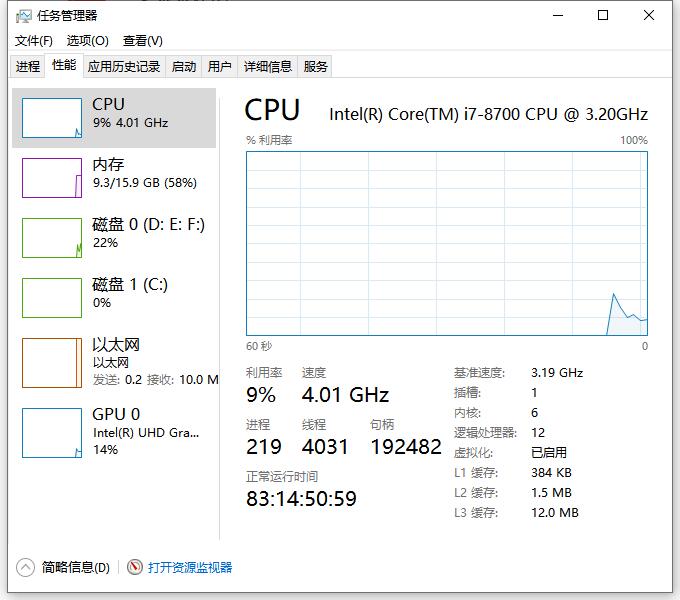 任务管理器
文件(F) 选项(O) 查看(V)
进程 性能 应用历史记录 启动 用户 详细信息 服务
CPU
9% 4.01 GHz
内存
9.3/15.9 GB (58%)
磁盘 0 (D: E: F:)
22%
磁盘 1 (C:)
0%
以太网
以太网
发送: 0.2 接收: 10.0 M
GPU 0
Intel(R) UHD Gra...
14%
CPU Intel(R) Core(TM) i7-8700 CPU @ 3.20GHz
% 利用率 100%
60 秒 0
利用率 速度
9% 4.01 GHz
进程 线程 句柄
219 4031 192482
正常运行时间
83:14:50:59
基准速度: 3.19 GHz
插槽: 1
内核: 6
逻辑处理器: 12
虚拟化: 已启用
L1 缓存: 384 KB
L2 缓存: 1.5 MB
L3 缓存: 12.0 MB
简略信息(D) 打开资源监视器